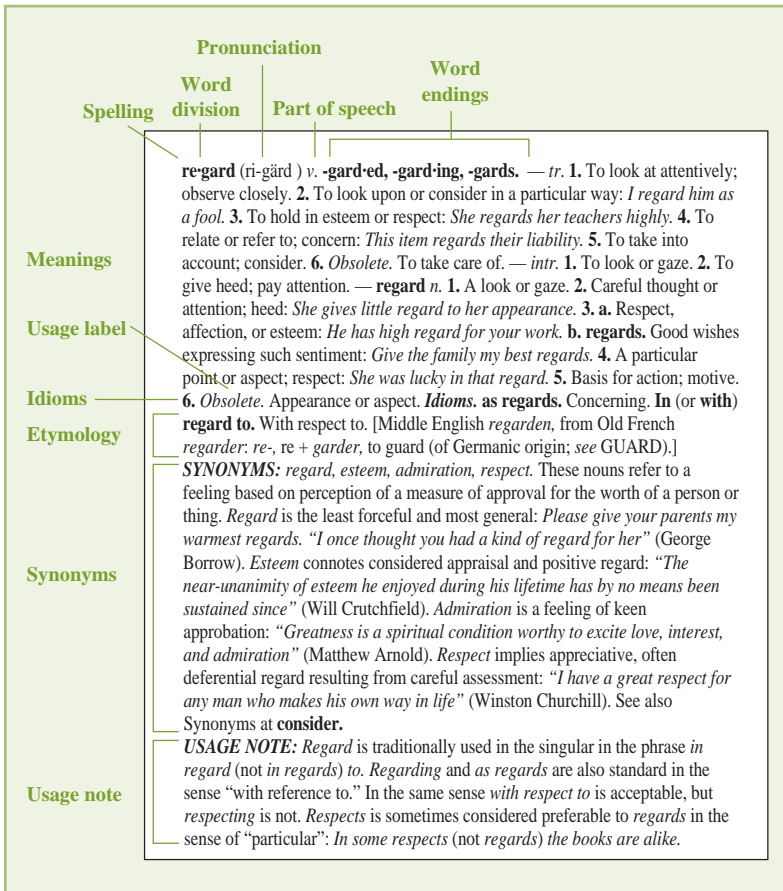 Pronunciation
Word
division
Word
endings
Spelling
Part of speech
re·gard (ri-gärd ) v. -gard·ed, -gard·ing, -gards. — tr. 1. To look at attentively;
observe closely. 2. To look upon or consider in a particular way: I regard him as
a fool. 3. To hold in esteem or respect: She regards her teachers highly. 4. To
relate or refer to; concern: This item regards their liability. 5. To take into
Meanings
account; consider. 6. Obsolete. To take care of. — intr. 1. To look or gaze. 2. To
give heed; pay attention. — regard n. 1. A look or gaze. 2. Careful thought or
attention; heed: She gives little regard to her appearance. 3. a. Respect,
Usage label
affection, or esteem: He has high regard for your work. b. regards. Good wishes
expressing such sentiment: Give the family my best regards. 4. A particular
point or aspect; respect: She was lucky in that regard. 5. Basis for action; motive.
Idioms
6. Obsolete. Appearance or aspect. Idioms. as regards. Concerning. In (or with)
Etymology
regard to. With respect to. [Middle English regarden, from Old French
regarder: re-, re + garder, to guard (of Germanic origin; see GUARD).]
SYNONYMS: regard, esteem, admiration, respect. These nouns refer to a
feeling based on perception of a measure of approval for the worth of a person or
thing. Regard is the least forceful and most general: Please give your parents my
warmest regards. “I once thought you had a kind of regard for her” (George
Synonyms
Borrow). Esteem connotes considered appraisal and positive regard: “The
near-unanimity of esteem he enjoyed during his lifetime has by no means been
sustained since” (Will Crutchfield). Admiration is a feeling of keen
approbation: “Greatness is a spiritual condition worthy to excite love, interest,
and admiration” (Matthew Arnold). Respect implies appreciative, often
deferential regard resulting from careful assessment: “I have a great respect for
any man who makes his own way in life” (Winston Churchill). See also
Synonyms at consider.
USAGE NOTE: Regard is traditionally used in the singular in the phrase in
regard (not in regards) to. Regarding and as regards are also standard in the
Usage note
sense “with reference to.” In the same sense with respect to is acceptable, but
respecting is not. Respects is sometimes considered preferable to regards in the
sense of “particular”: In some respects (not regards) the books are alike.